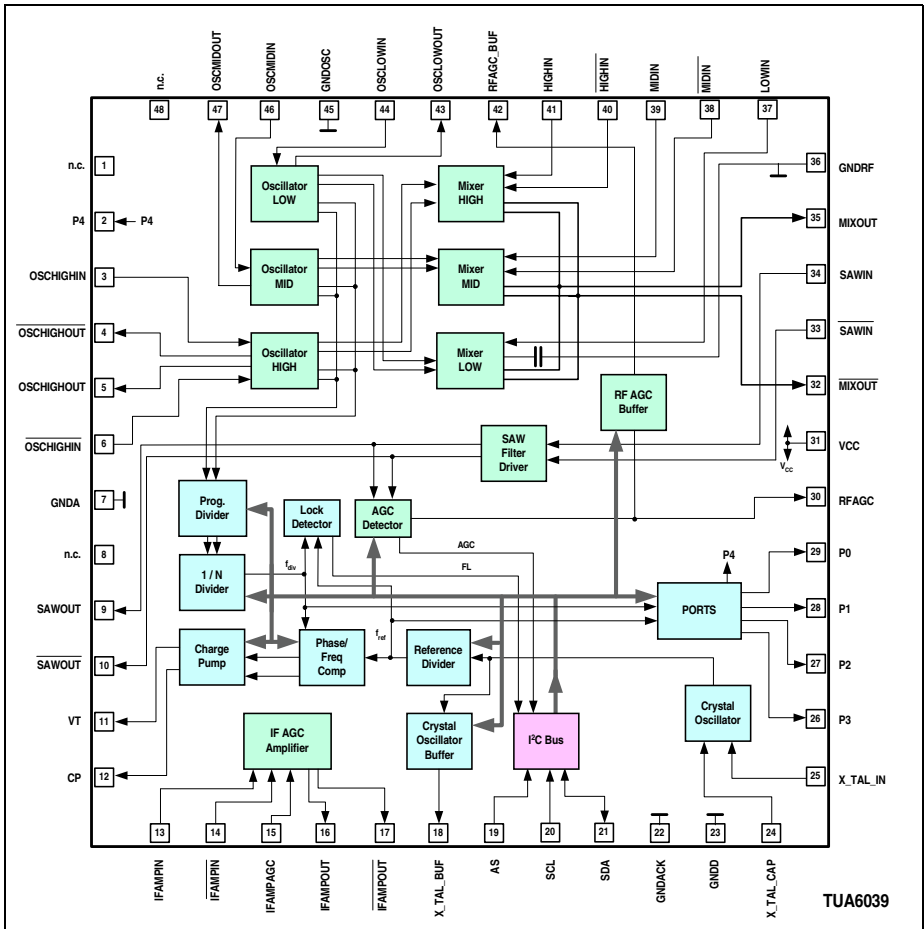 n.c.
OSCMIDOUT
OSCMIDIN
GNDOSC
OSCLOWIN
OSCLOWOUT
RFAGC_BUF
HIGHIN
HIGHIN
MIDIN
MIDIN
LOWIN
48
47
46
45
44
43
42
41
40
39
38
37
n.c.
1
P4
2
P4
OSCHIGHIN
3
OSCHIGHOUT
4
OSCHIGHOUT
5
OSCHIGHIN
6
GNDA
7
n.c.
8
SAWOUT
9
SAWOUT
10
VT
11
CP
12
Oscillator
LOW
Mixer
HIGH
Oscillator
MID
Mixer
MID
Oscillator
HIGH
Mixer
LOW
RF AGC
Buffer
SAW
Filter
Driver
Prog.
Divider
Lock
Detector
AGC
Detector
1 / N
Divider
fdiv
FL
AGC
P4
PORTS
Charge
Pump
Phase/
Freq
Comp
fref
Reference
Divider
Crystal
Oscillator
IF AGC
Amplifier
Crystal
Oscillator
Buffer
I²C Bus
36
GNDRF
35
MIXOUT
34
SAWIN
33
SAWIN
32
MIXOUT
31
VCC
VCC
30
RFAGC
29
P0
28
P1
27
P2
26
P3
25
X_TAL_IN
13
14
15
16
17
18
19
20
21
22
23
24
IFAMPIN
IFAMPIN
IFAMPAGC
IFAMPOUT
IFAMPOUT
X_TAL_BUF
AS
SCL
SDA
GNDACK
GNDD
X_TAL_CAP
TUA6039